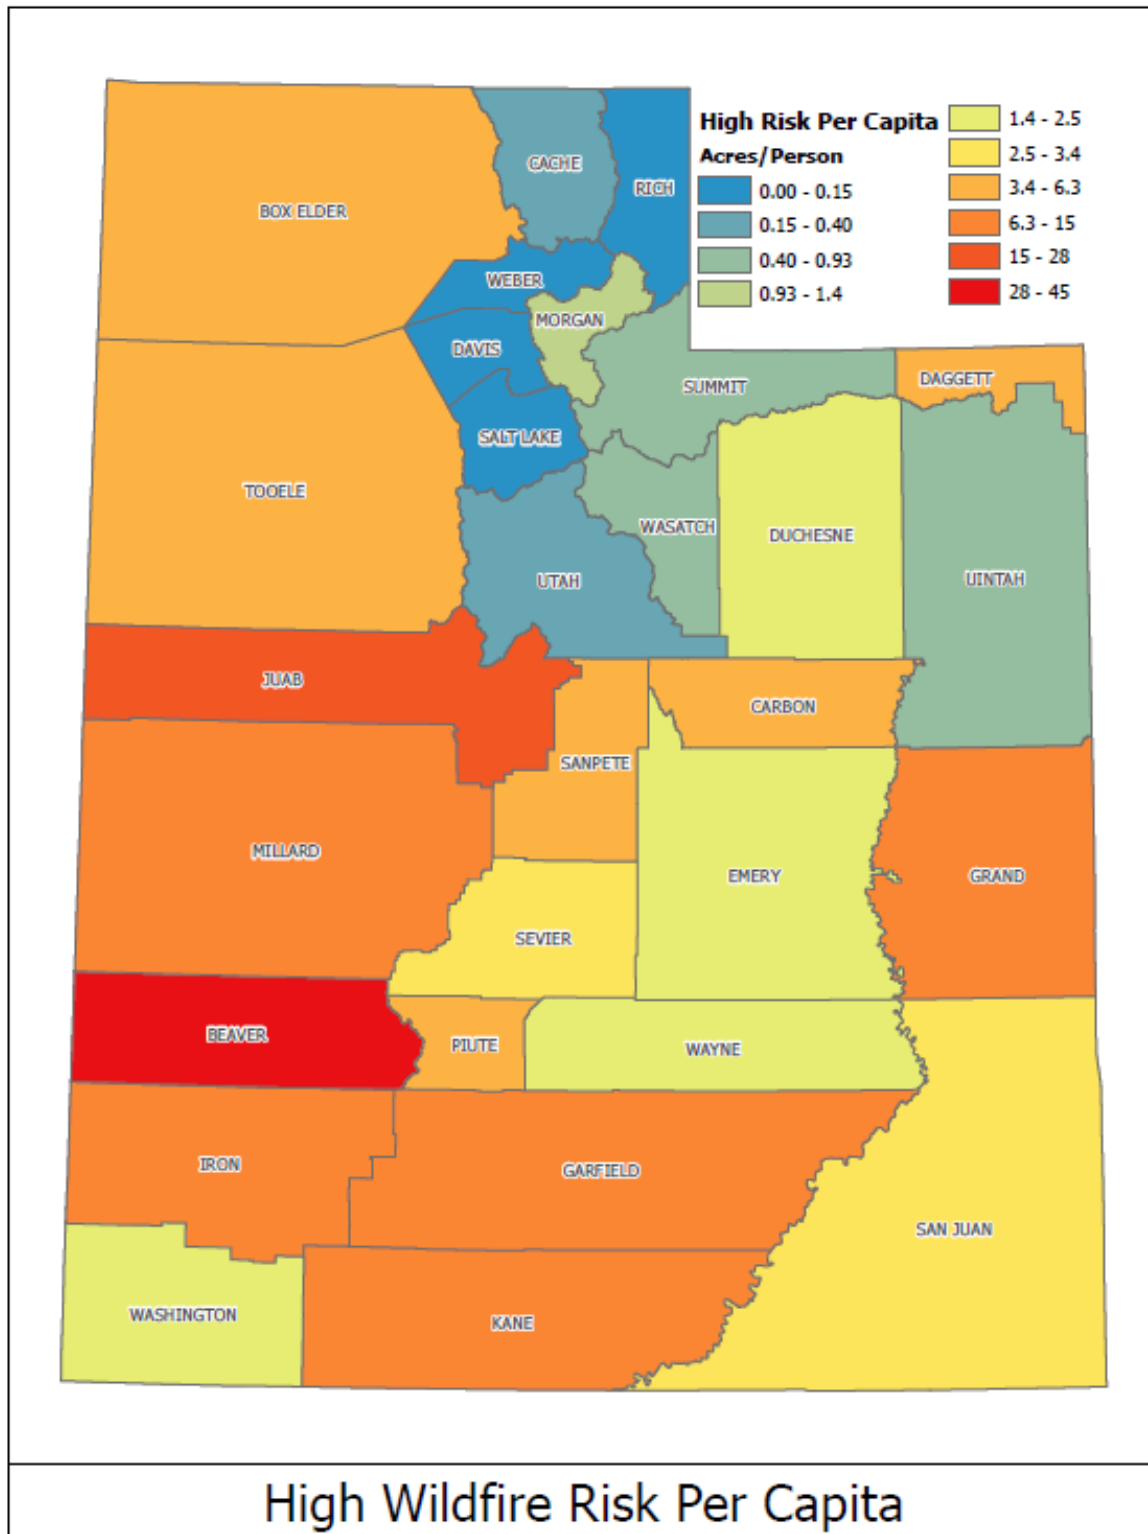 High Risk Per Capita
Acres/Person
0.00 - 0.15
0.15 - 0.40
0.40 - 0.93
0.93 - 1.4
1.4 - 2.5
2.5 - 3.4
3.4 - 6.3
6.3 - 15
15 - 28
28 - 45
CACHE
RICH
BOX ELDER
WEBER
MORGAN
DAVIS
SUMMIT
DAGGETT
SALT LAKE
TOOELE
WASATCH
DUCHESNE
UINTAH
UTAH
JUAB
CARBON
SANPETE
MILLARD
EMERY
GRAND
SEVIER
BEAVER
PIUTE
WAYNE
IRON
GARFIELD
SAN JUAN
WASHINGTON
KANE
High Wildfire Risk Per Capita